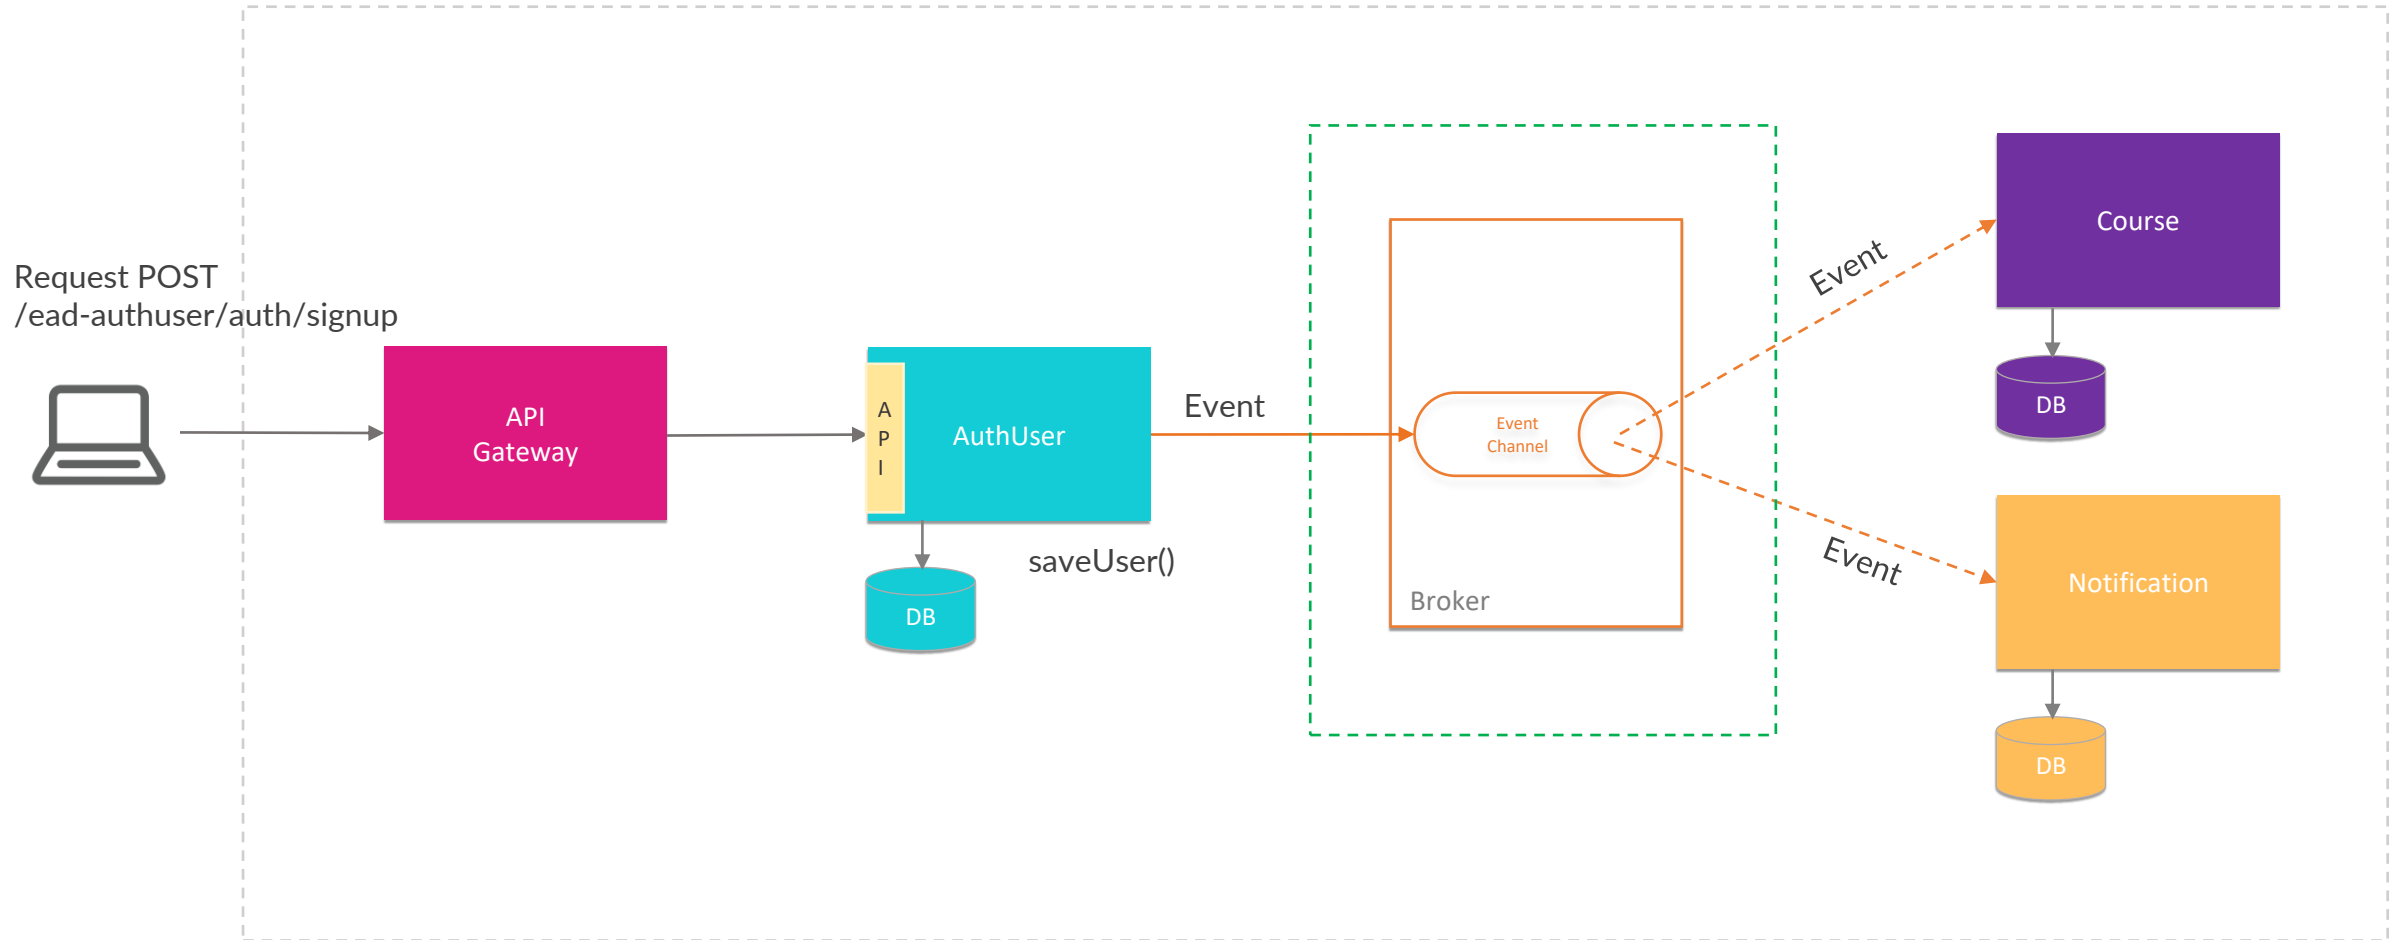 Request POST
/ead-authuser/auth/signup
API
Gateway
A
P
I
AuthUser
DB
saveUser()
Event
Event
Channel
Broker
Event
Event
Course
DB
Notification
DB